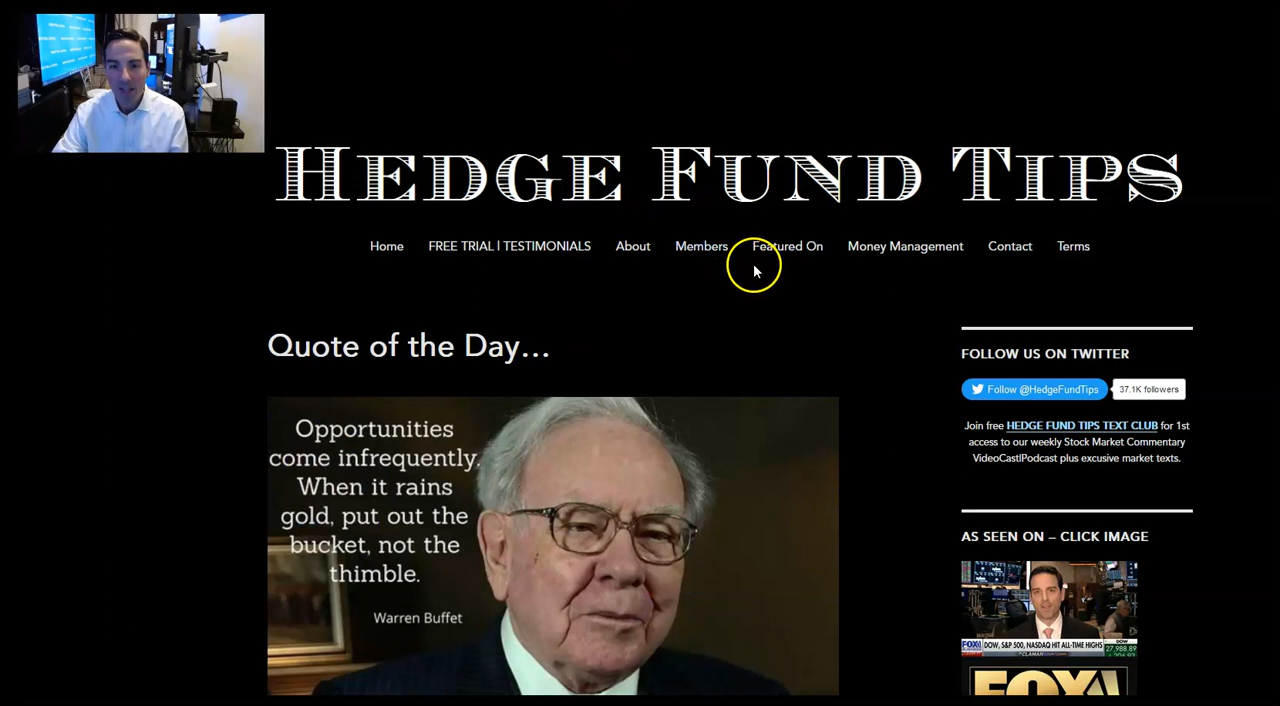 HEDGE FUND TIPS
Home FREE TRIAL | TESTIMONIALS About Members Featured On Money Management Contact Terms
Quote of the Day…
Opportunities
come infrequently.
When it rains
gold, put out the
bucket, not the
thimble.
Warren Buffet
FOLLOW US ON TWITTER
Follow @HedgeFundTips 37.1K followers
Join free HEDGE FUND TIPS TEXT CLUB for 1st
access to our weekly Stock Market Commentary
VideoCast|Podcast plus excusive market texts.
AS SEEN ON – CLICK IMAGE
DOW, S&P 500, NASDAQ HIT ALL-TIME HIGHS
DOW
27,988.89
FOX